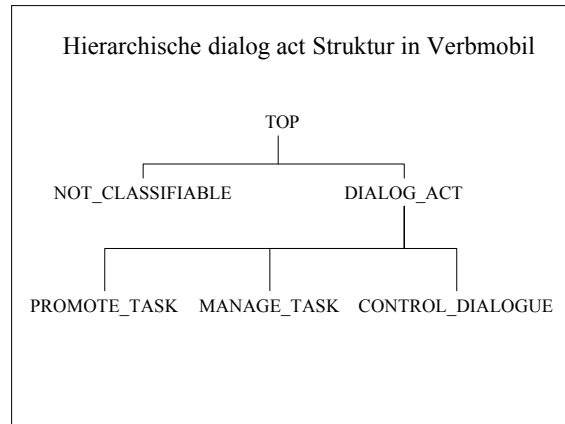 Hierarchische dialog act Struktur in Verbmobil
TOP
NOT_CLASSIFIABLE DIALOG_ACT
PROMOTE_TASK MANAGE_TASK CONTROL_DIALOGUE